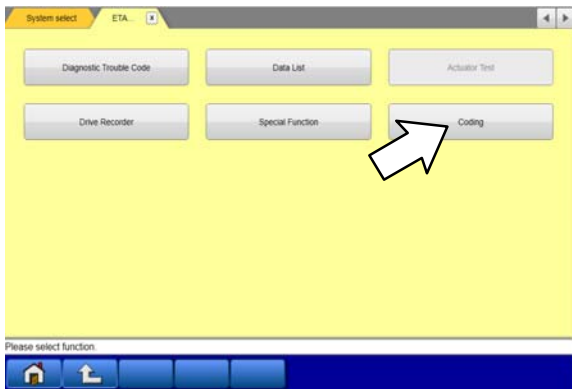 System select ETA... x
Diagnostic Trouble Code Data List Actuator Test
Drive Recorder Special Function Coding
Please select function.